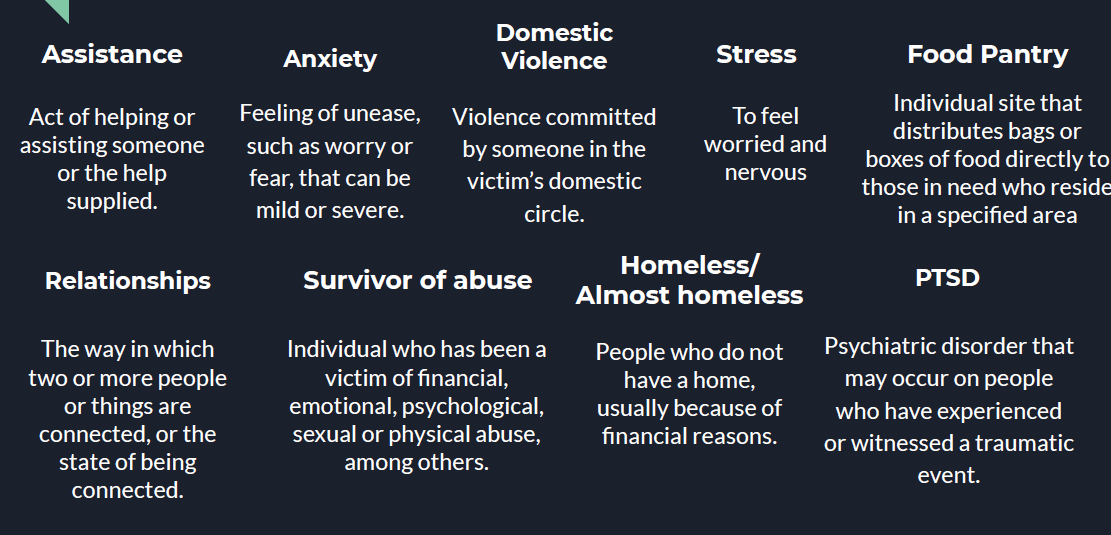 Assistance
Act of helping or
assisting someone
or the help
supplied.
Anxiety
Feeling of unease,
such as worry or
fear, that can be
mild or severe.
Domestic
Violence
Violence committed
by someone in the
victim’s domestic
circle.
Stress
To feel
worried and
nervous
Food Pantry
Individual site that
distributes bags or
boxes of food directly to
those in need who reside
in a specified area
Relationships
The way in which
two or more people
or things are
connected, or the
state of being
connected.
Survivor of abuse
Individual who has been a
victim of financial,
emotional, psychological,
sexual or physical abuse,
among others.
Homeless/
Almost homeless
People who do not
have a home,
usually because of
financial reasons.
PTSD
Psychiatric disorder that
may occur on people
who have experienced
or witnessed a traumatic
event.